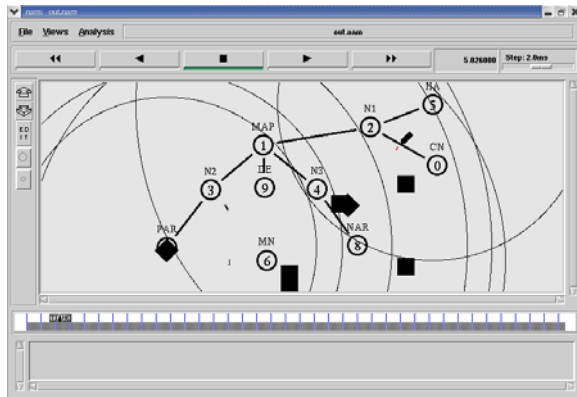 nam: out.nam
File Views Analysis out.nam
5.026000 Step: 2.0ms
E D
I T
HA
5
N1
2
MAP
1
CN
0
N2
3
DE
9
N3
4
PAR
NAR
8
MN
6